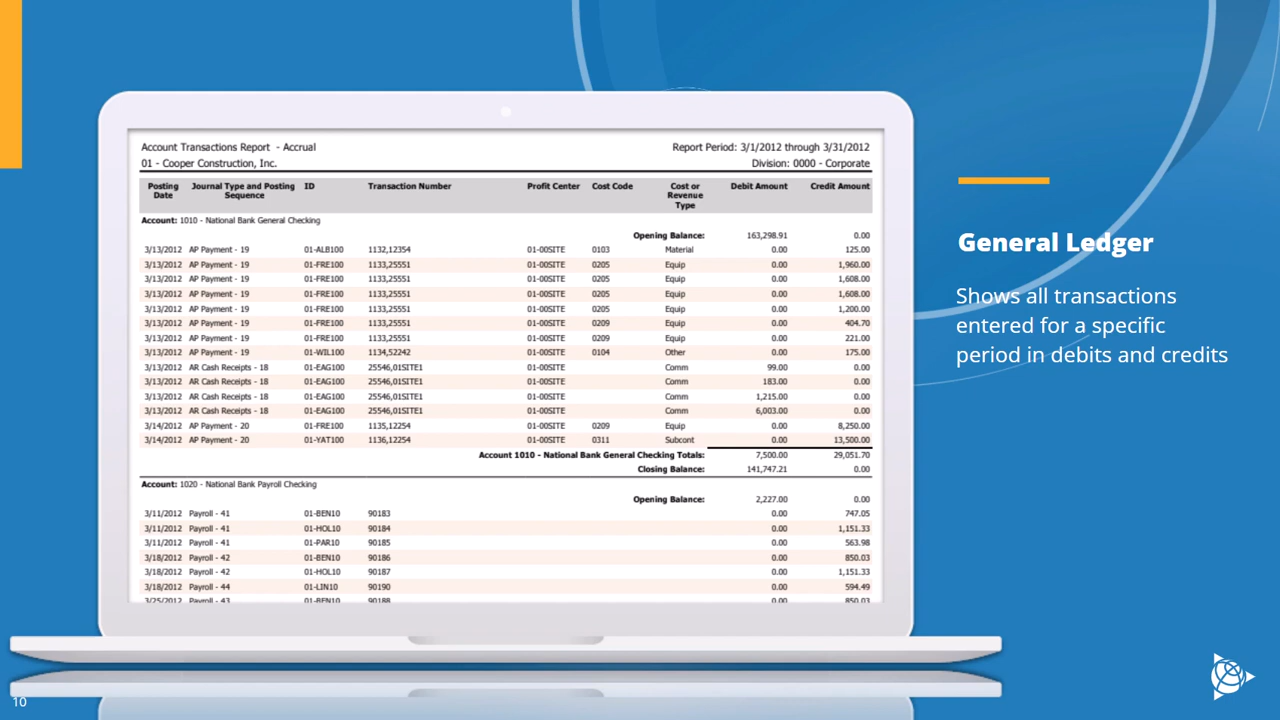 Account Transactions Report - Accrual Report Period: 3/1/2012 through 3/31/2012
01 - Cooper Construction, Inc. Division: 0000 - Corporate
Posting Date Journal Type and Posting Sequence ID Transaction Number Profit Center Cost Code Cost or Revenue Type Debit Amount Credit Amount
Account: 1010 - National Bank General Checking
Opening Balance: 163,298.91 0.00
3/13/2012 AP Payment - 19 01-ALB100 1132,12354 01-00SITE 0103 Material 0.00 125.00
3/13/2012 AP Payment - 19 01-FRE100 1133,25551 01-00SITE 0205 Equip 0.00 1,960.00
3/13/2012 AP Payment - 19 01-FRE100 1133,25551 01-00SITE 0205 Equip 0.00 1,608.00
3/13/2012 AP Payment - 19 01-FRE100 1133,25551 01-00SITE 0205 Equip 0.00 1,608.00
3/13/2012 AP Payment - 19 01-FRE100 1133,25551 01-00SITE 0205 Equip 0.00 1,200.00
3/13/2012 AP Payment - 19 01-FRE100 1133,25551 01-00SITE 0209 Equip 0.00 404.70
3/13/2012 AP Payment - 19 01-FRE100 1133,25551 01-00SITE 0209 Equip 0.00 221.00
3/13/2012 AP Payment - 19 01-WIL100 1134,52242 01-00SITE 0104 Other 0.00 175.00
3/13/2012 AR Cash Receipts - 18 01-EAG100 25546,01SITE1 01-00SITE Comm 99.00 0.00
3/13/2012 AR Cash Receipts - 18 01-EAG100 25546,01SITE1 01-00SITE Comm 183.00 0.00
3/13/2012 AR Cash Receipts - 18 01-EAG100 25546,01SITE1 01-00SITE Comm 1,215.00 0.00
3/13/2012 AR Cash Receipts - 18 01-EAG100 25546,01SITE1 01-00SITE Comm 6,003.00 0.00
3/14/2012 AP Payment - 20 01-FRE100 1135,12254 01-00SITE 0209 Equip 0.00 8,250.00
3/14/2012 AP Payment - 20 01-YAT100 1136,12254 01-00SITE 0311 Subcont 0.00 13,500.00
Account 1010 - National Bank General Checking Totals: 7,500.00 29,051.70
Closing Balance: 141,747.21 0.00
Account: 1020 - National Bank Payroll Checking
Opening Balance: 2,227.00 0.00
3/11/2012 Payroll - 41 01-BEN10 90183 0.00 747.05
3/11/2012 Payroll - 41 01-HOL10 90184 0.00 1,151.33
3/11/2012 Payroll - 41 01-PAR10 90185 0.00 563.98
3/18/2012 Payroll - 42 01-BEN10 90186 0.00 850.03
3/18/2012 Payroll - 42 01-HOL10 90187 0.00 1,151.33
3/18/2012 Payroll - 44 01-LIN10 90190 0.00 594.49
3/25/2012 Payroll - 43 01-BEN10 90188 0.00 850.03
General Ledger
Shows all transactions
entered for a specific
period in debits and credits
10